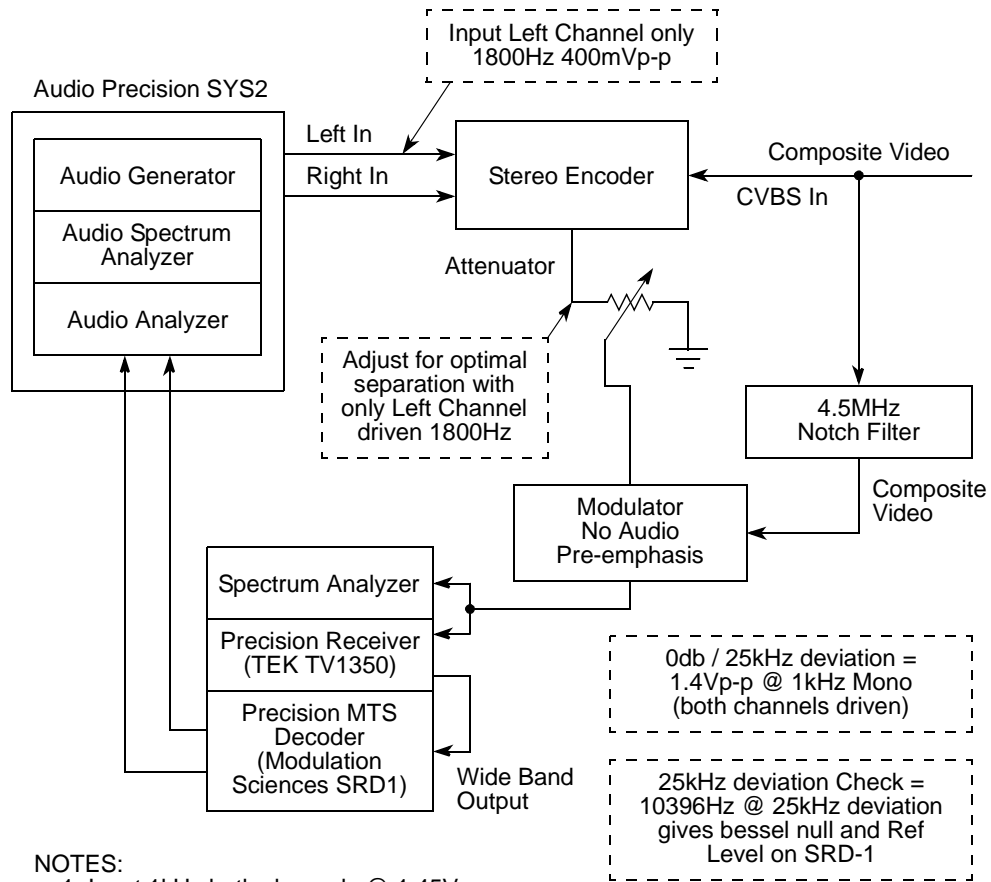 Input Left Channel only
1800Hz 400mVp-p
Audio Precision SYS2
Left In
Right In
Audio Generator
Audio Spectrum
Analyzer
Audio Analyzer
Stereo Encoder
Composite Video
CVBS In
Attenuator
Adjust for optimal
separation with
only Left Channel
driven 1800Hz
4.5MHz
Notch Filter
Composite
Video
Modulator
No Audio
Pre-emphasis
Spectrum Analyzer
Precision Receiver
(TEK TV1350)
Precision MTS
Decoder
(Modulation
Sciences SRD1)
Wide Band
Output
0db / 25kHz deviation =
1.4Vp-p @ 1kHz Mono
(both channels driven)
25kHz deviation Check =
10396Hz @ 25kHz deviation
gives bessel null and Ref
Level on SRD-1
NOTES: